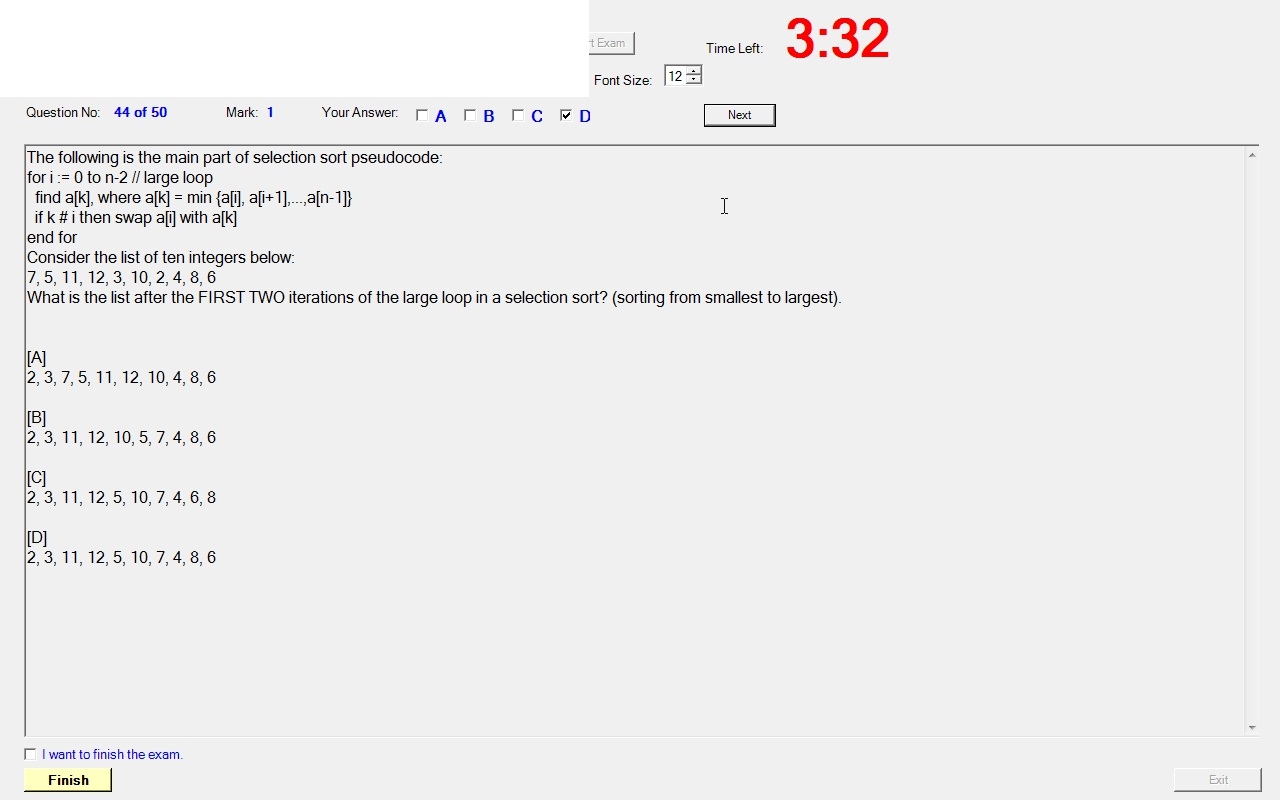 t Exam
Time Left: 3:32
Font Size: 12
Question No: 44 of 50 Mark: 1 Your Answer: A B C D Next
The following is the main part of selection sort pseudocode:
for i := 0 to n-2 // large loop
find a[k], where a[k] = min {a[i], a[i+1],...,a[n-1]}
if k # i then swap a[i] with a[k]
end for
Consider the list of ten integers below:
7, 5, 11, 12, 3, 10, 2, 4, 8, 6
What is the list after the FIRST TWO iterations of the large loop in a selection sort? (sorting from smallest to largest).
[A]
2, 3, 7, 5, 11, 12, 10, 4, 8, 6
[B]
2, 3, 11, 12, 10, 5, 7, 4, 8, 6
[C]
2, 3, 11, 12, 5, 10, 7, 4, 6, 8
[D]
2, 3, 11, 12, 5, 10, 7, 4, 8, 6
I want to finish the exam.
Finish
Exit